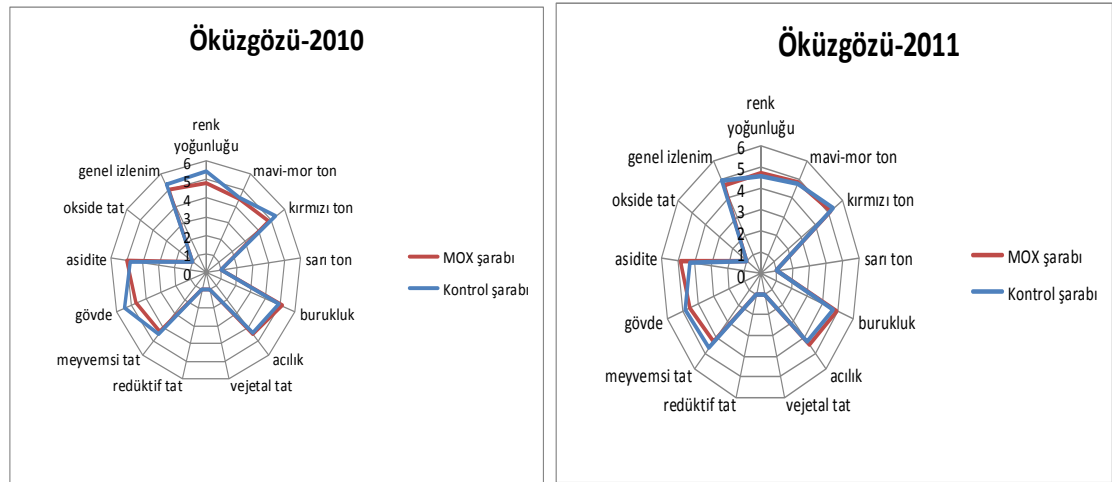 Öküzgözü-2010
renk
yoğunluğu
mavi-mor ton
kırmızı ton
sarı ton
burukluk
acılık
vejetal tat
redüktif tat
meyvemsi tat
gövde
asidite
okside tat
genel izlenim
6
5
4
3
2
1
0
MOX şarabı
Kontrol şarabı
Öküzgözü-2011
renk
yoğunluğu
mavi-mor ton
kırmızı ton
sarı ton
burukluk
acılık
vejetal tat
redüktif tat
meyvemsi tat
gövde
asidite
okside tat
genel izlenim
6
5
4
3
2
1
0
MOX şarabı
Kontrol şarabı